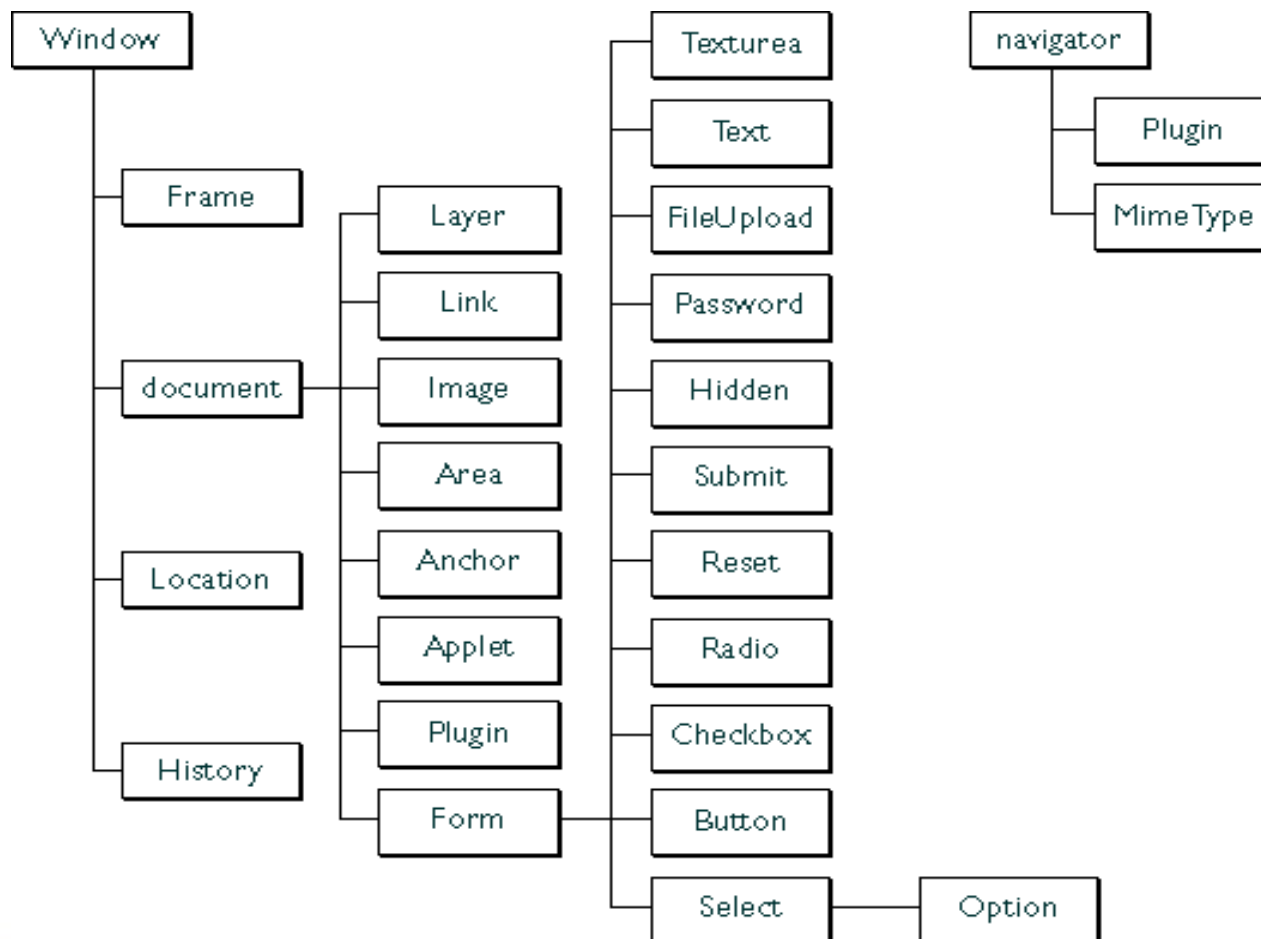 Window
Frame
document
Location
History
Layer
Link
Image
Area
Anchor
Applet
Plugin
Form
Texturea
Text
FileUpload
Password
Hidden
Submit
Reset
Radio
Checkbox
Button
Select
Option
navigator
Plugin
MimeType